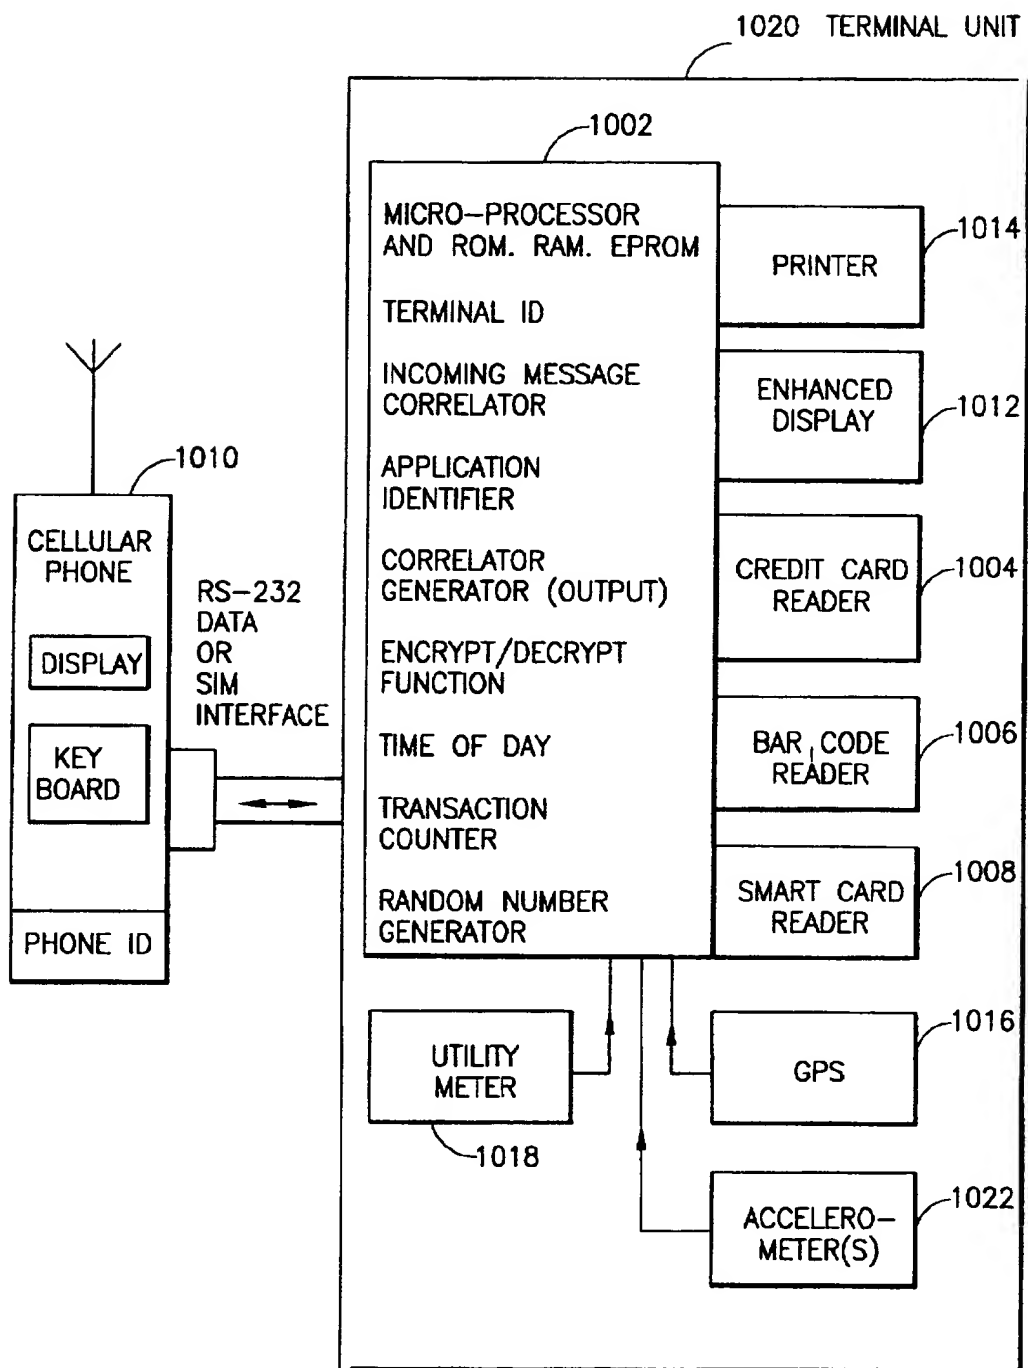 1020 TERMINAL UNIT
1002
MICRO-PROCESSOR
AND ROM. RAM. EPROM
TERMINAL ID
INCOMING MESSAGE
CORRELATOR
APPLICATION
IDENTIFIER
CORRELATOR
GENERATOR (OUTPUT)
ENCRYPT/DECRYPT
FUNCTION
TIME OF DAY
TRANSACTION
COUNTER
RANDOM NUMBER
GENERATOR
PRINTER
1014
ENHANCED
DISPLAY
1012
CREDIT CARD
READER
1004
BAR CODE
READER
1006
SMART CARD
READER
1008
1010
CELLULAR
PHONE
DISPLAY
KEY
BOARD
PHONE ID
RS-232
DATA
OR
SIM
INTERFACE
UTILITY
METER
1018
GPS
1016
ACCELERO-
METER(S)
1022